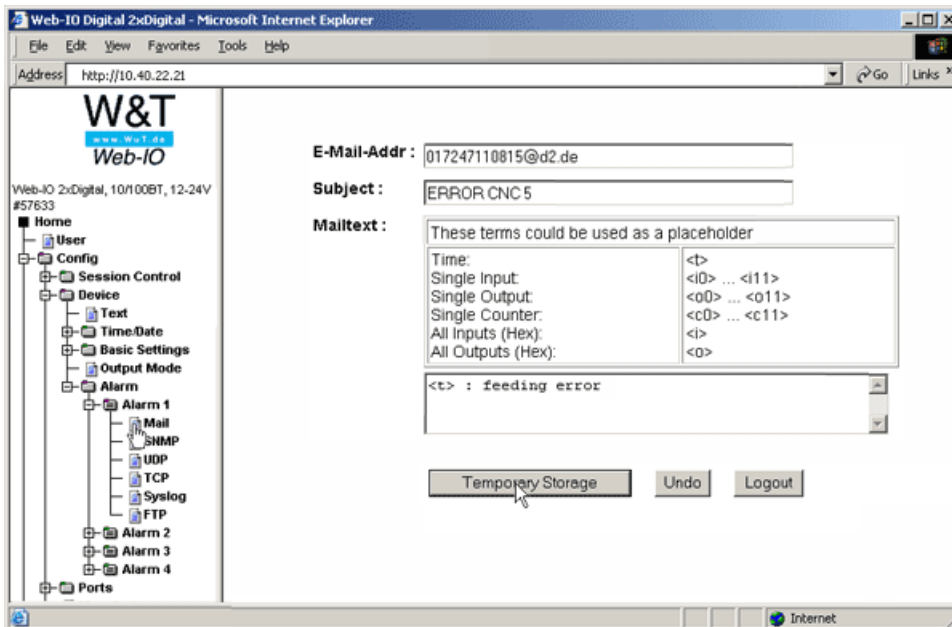 Web-IO Digital 2xDigital - Microsoft Internet Explorer
File Edit View Favorites Tools Help
Address http://10.40.22.21 Go Links
W&T
www.WuT.de
Web-IO
Web-IO 2xDigital, 10/100BT, 12-24V
#57633
Home
User
Config
Session Control
Device
Text
Time/Date
Basic Settings
Output Mode
Alarm
Alarm 1
Mail
SNMP
UDP
TCP
Syslog
FTP
Alarm 2
Alarm 3
Alarm 4
Ports
E-Mail-Addr : 017247110815@d2.de
Subject : ERROR CNC 5
Mailtext : These terms could be used as a placeholder
Time: <t>
Single Input: <i0> ... <i11>
Single Output: <o0> ... <o11>
Single Counter: <c0> ... <c11>
All Inputs (Hex): <i>
All Outputs (Hex): <o>
<t> : feeding error
Temporary Storage Undo Logout
Internet